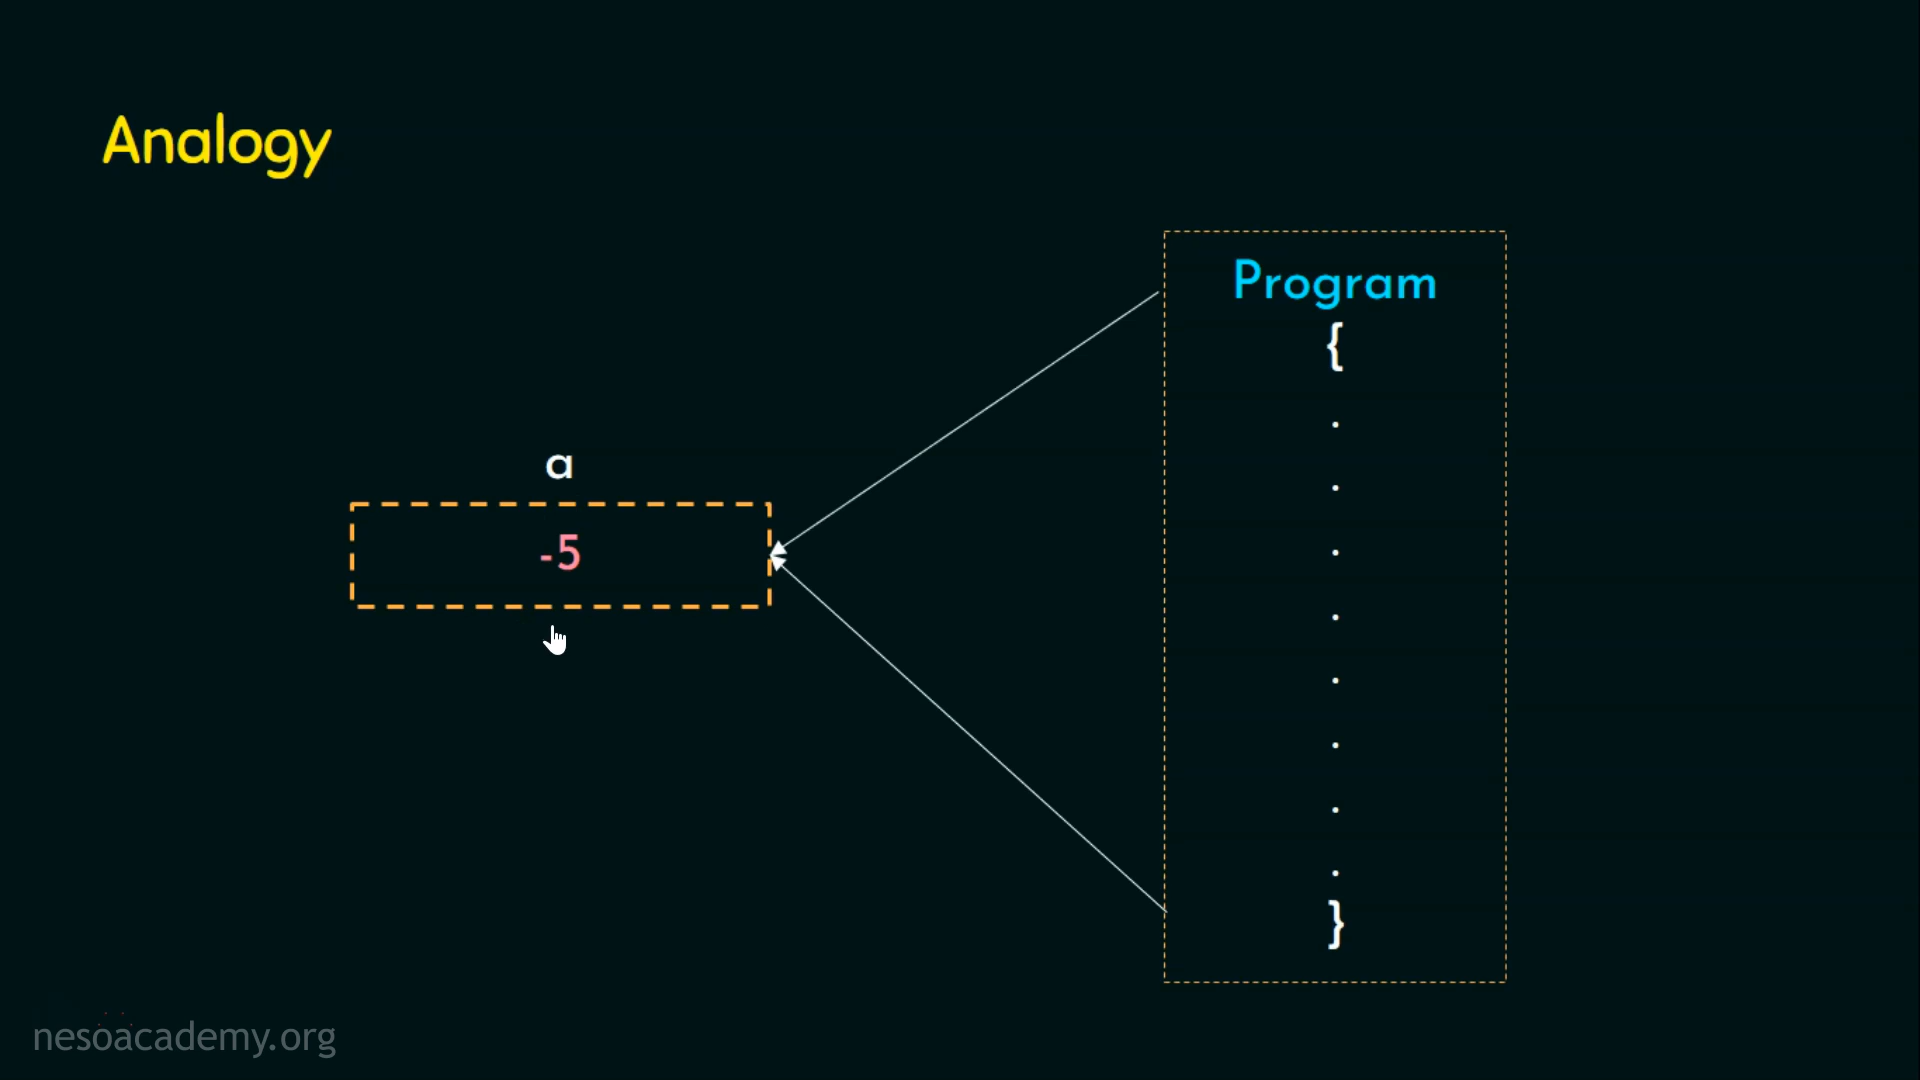 Analogy
Program
{
.
.
.
.
.
.
.
.
}
a
-5
nesoacademy.org